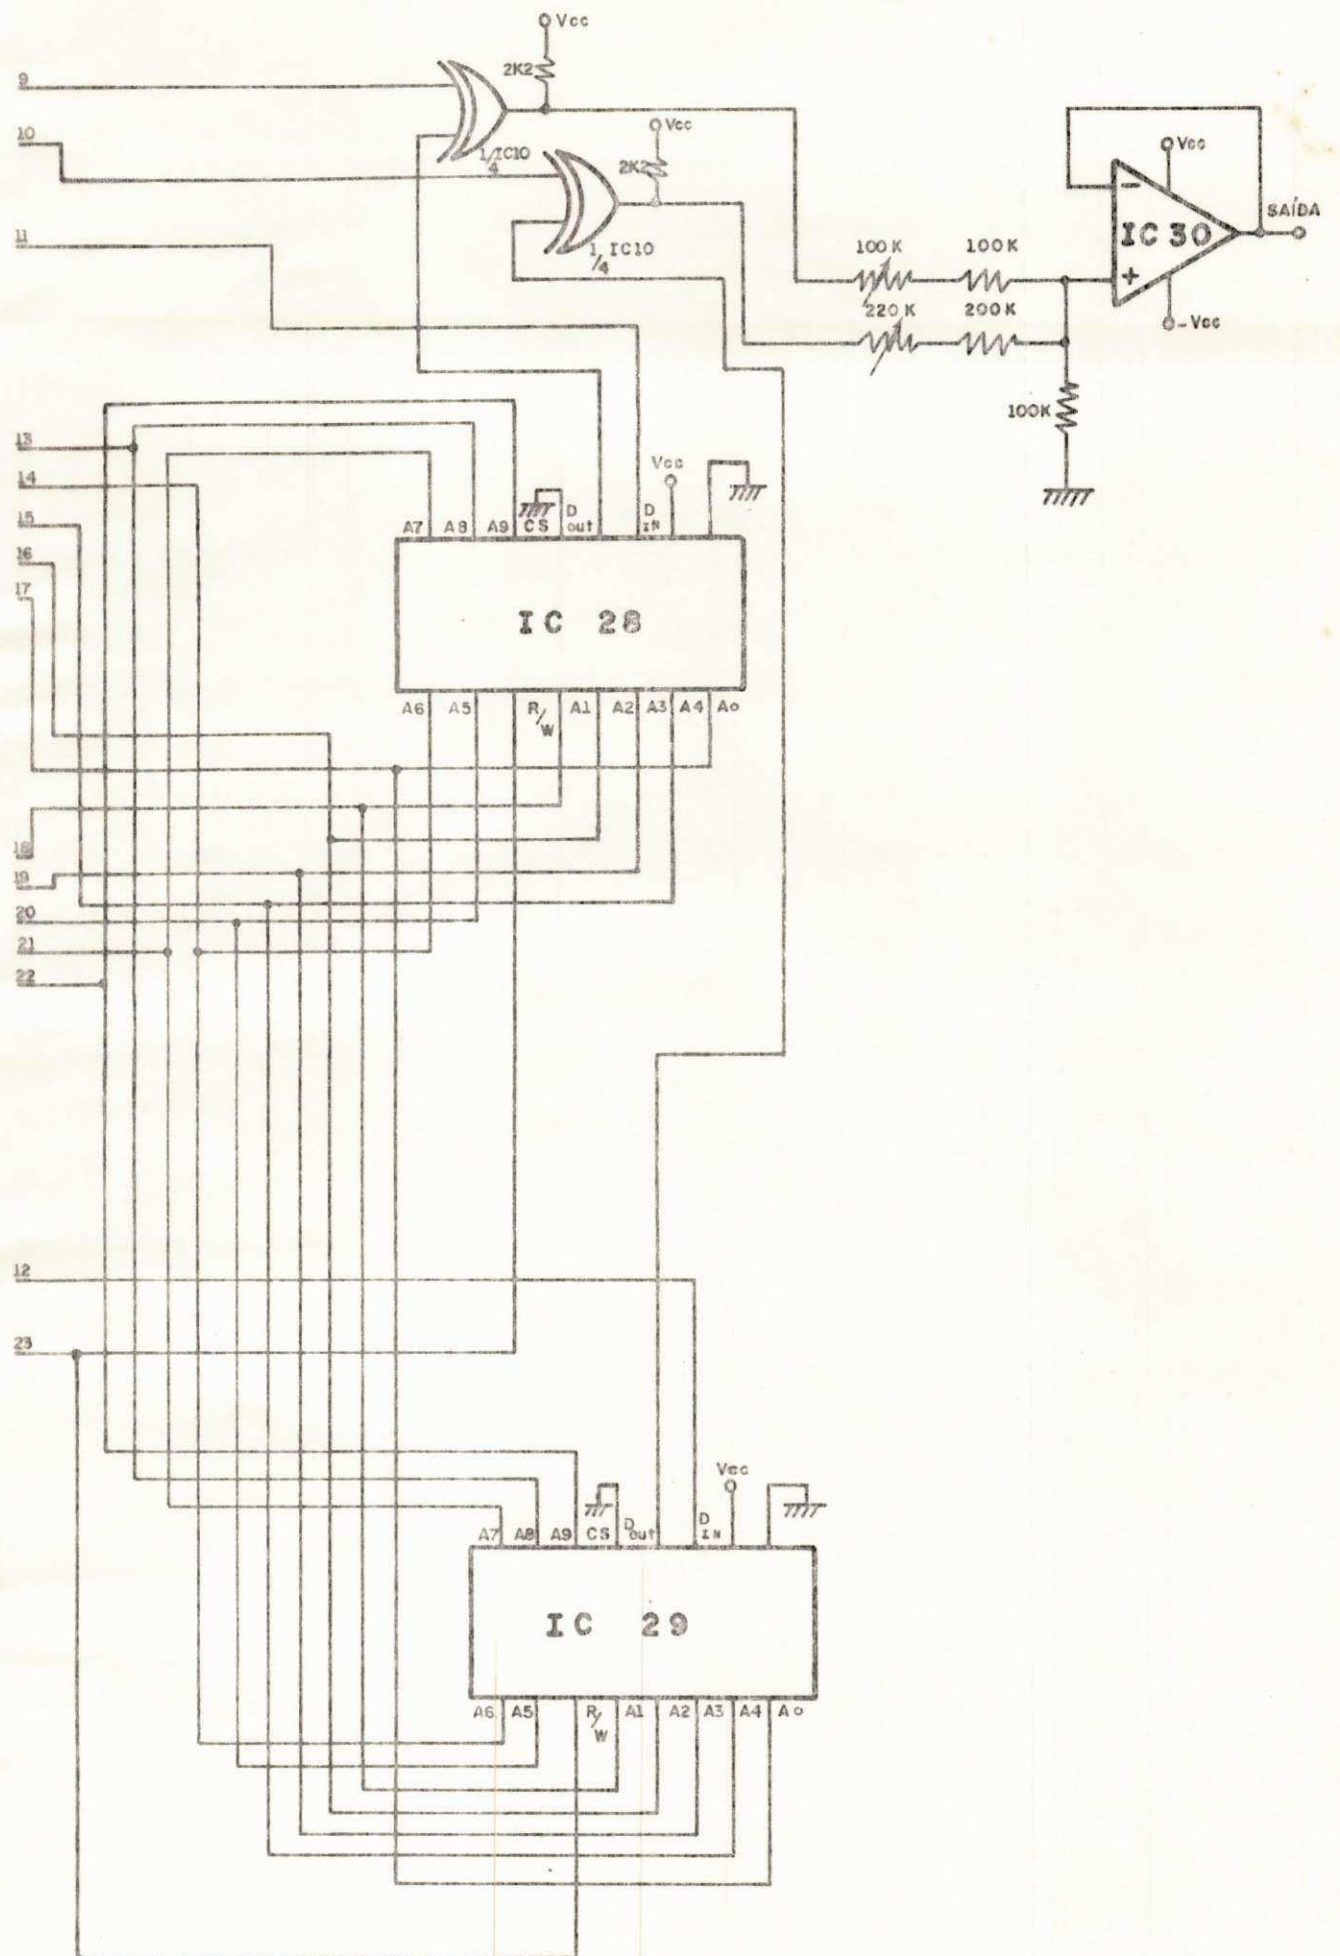 Vcc
9
2K2
10
Vcc
1/4 IC10
2K2
Vcc
11
1/4 IC10
100K 100K
IC 30
SAÍDA
-
+
220K 200K
-Vcc
100K
13
14
Vcc
15
A7 A8 A9 CS D out D IN
16
17
IC 28
A6 A5 R/W A1 A2 A3 A4 Ao
18
19
20
21
22
12
23
Vcc
A7 A8 A9 CS D out D IN
IC 29
A6 A5 R/W A1 A2 A3 A4 Ao